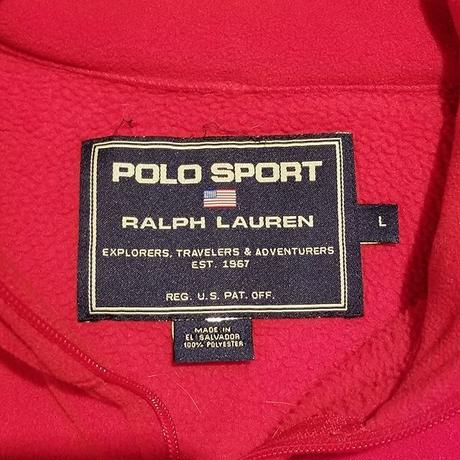 POLO SPORT
RALPH LAUREN
L
EXPLORERS, TRAVELERS & ADVENTURERS
EST. 1967
REG. U.S. PAT. OFF.
MADE IN
EL SALVADOR
100% POLYESTER